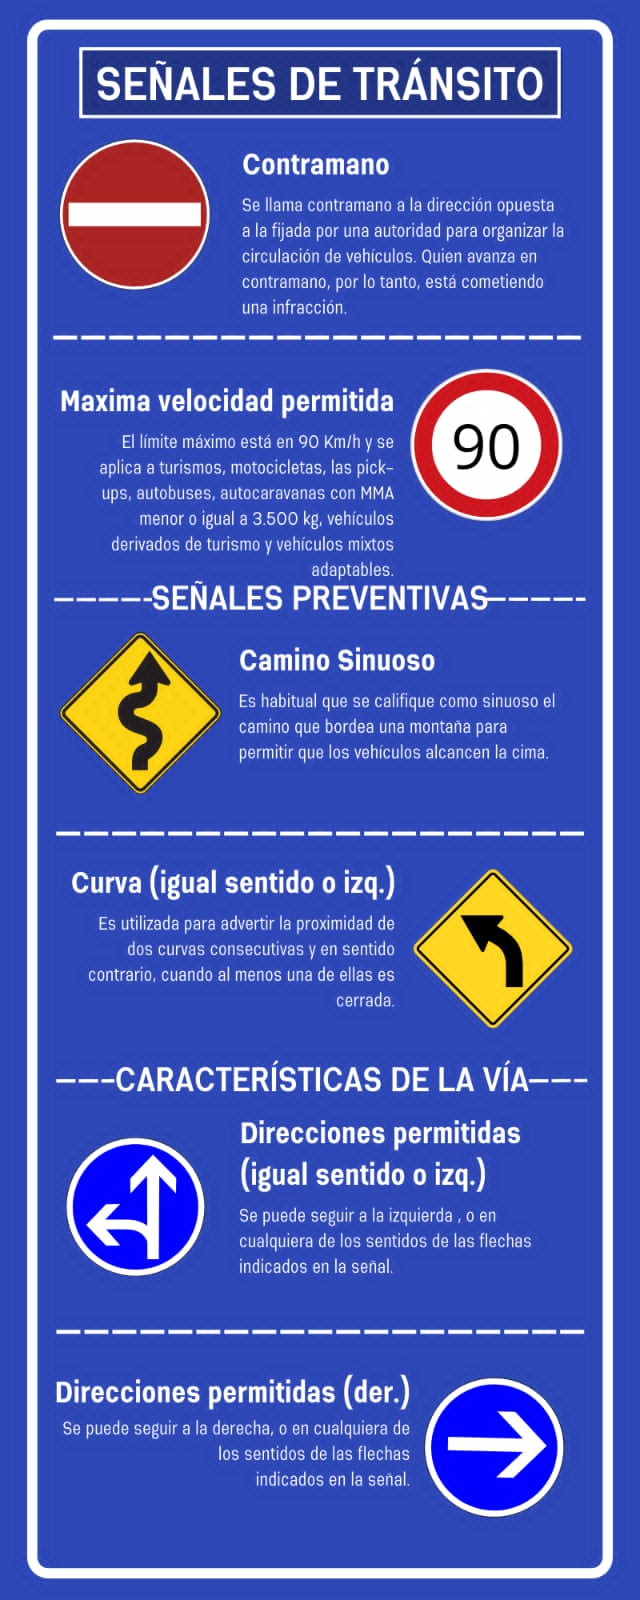 SEÑALES DE TRÁNSITO
Contramano
Se llama contramano a la dirección opuesta
a la fijada por una autoridad para organizar la
circulación de vehículos. Quien avanza en
contramano, por lo tanto, está cometiendo
una infracción.
Maxima velocidad permitida
El límite máximo está en 90 Km/h y se
aplica a turismos, motocicletas, las pick-
ups, autobuses, autocaravanas con MMA
menor o igual a 3.500 kg, vehículos
derivados de turismo y vehículos mixtos
adaptables.
90
SEÑALES PREVENTIVAS
Camino Sinuoso
Es habitual que se califique como sinuoso el
camino que bordea una montaña para
permitir que los vehículos alcancen la cima.
Curva (igual sentido o izq.)
Es utilizada para advertir la proximidad de
dos curvas consecutivas y en sentido
contrario, cuando al menos una de ellas es
cerrada.
CARACTERÍSTICAS DE LA VÍA
Direcciones permitidas
(igual sentido o izq.)
Se puede seguir a la izquierda , o en
cualquiera de los sentidos de las flechas
indicados en la señal.
Direcciones permitidas (der.)
Se puede seguir a la derecha, o en cualquiera de
los sentidos de las flechas
indicados en la señal.